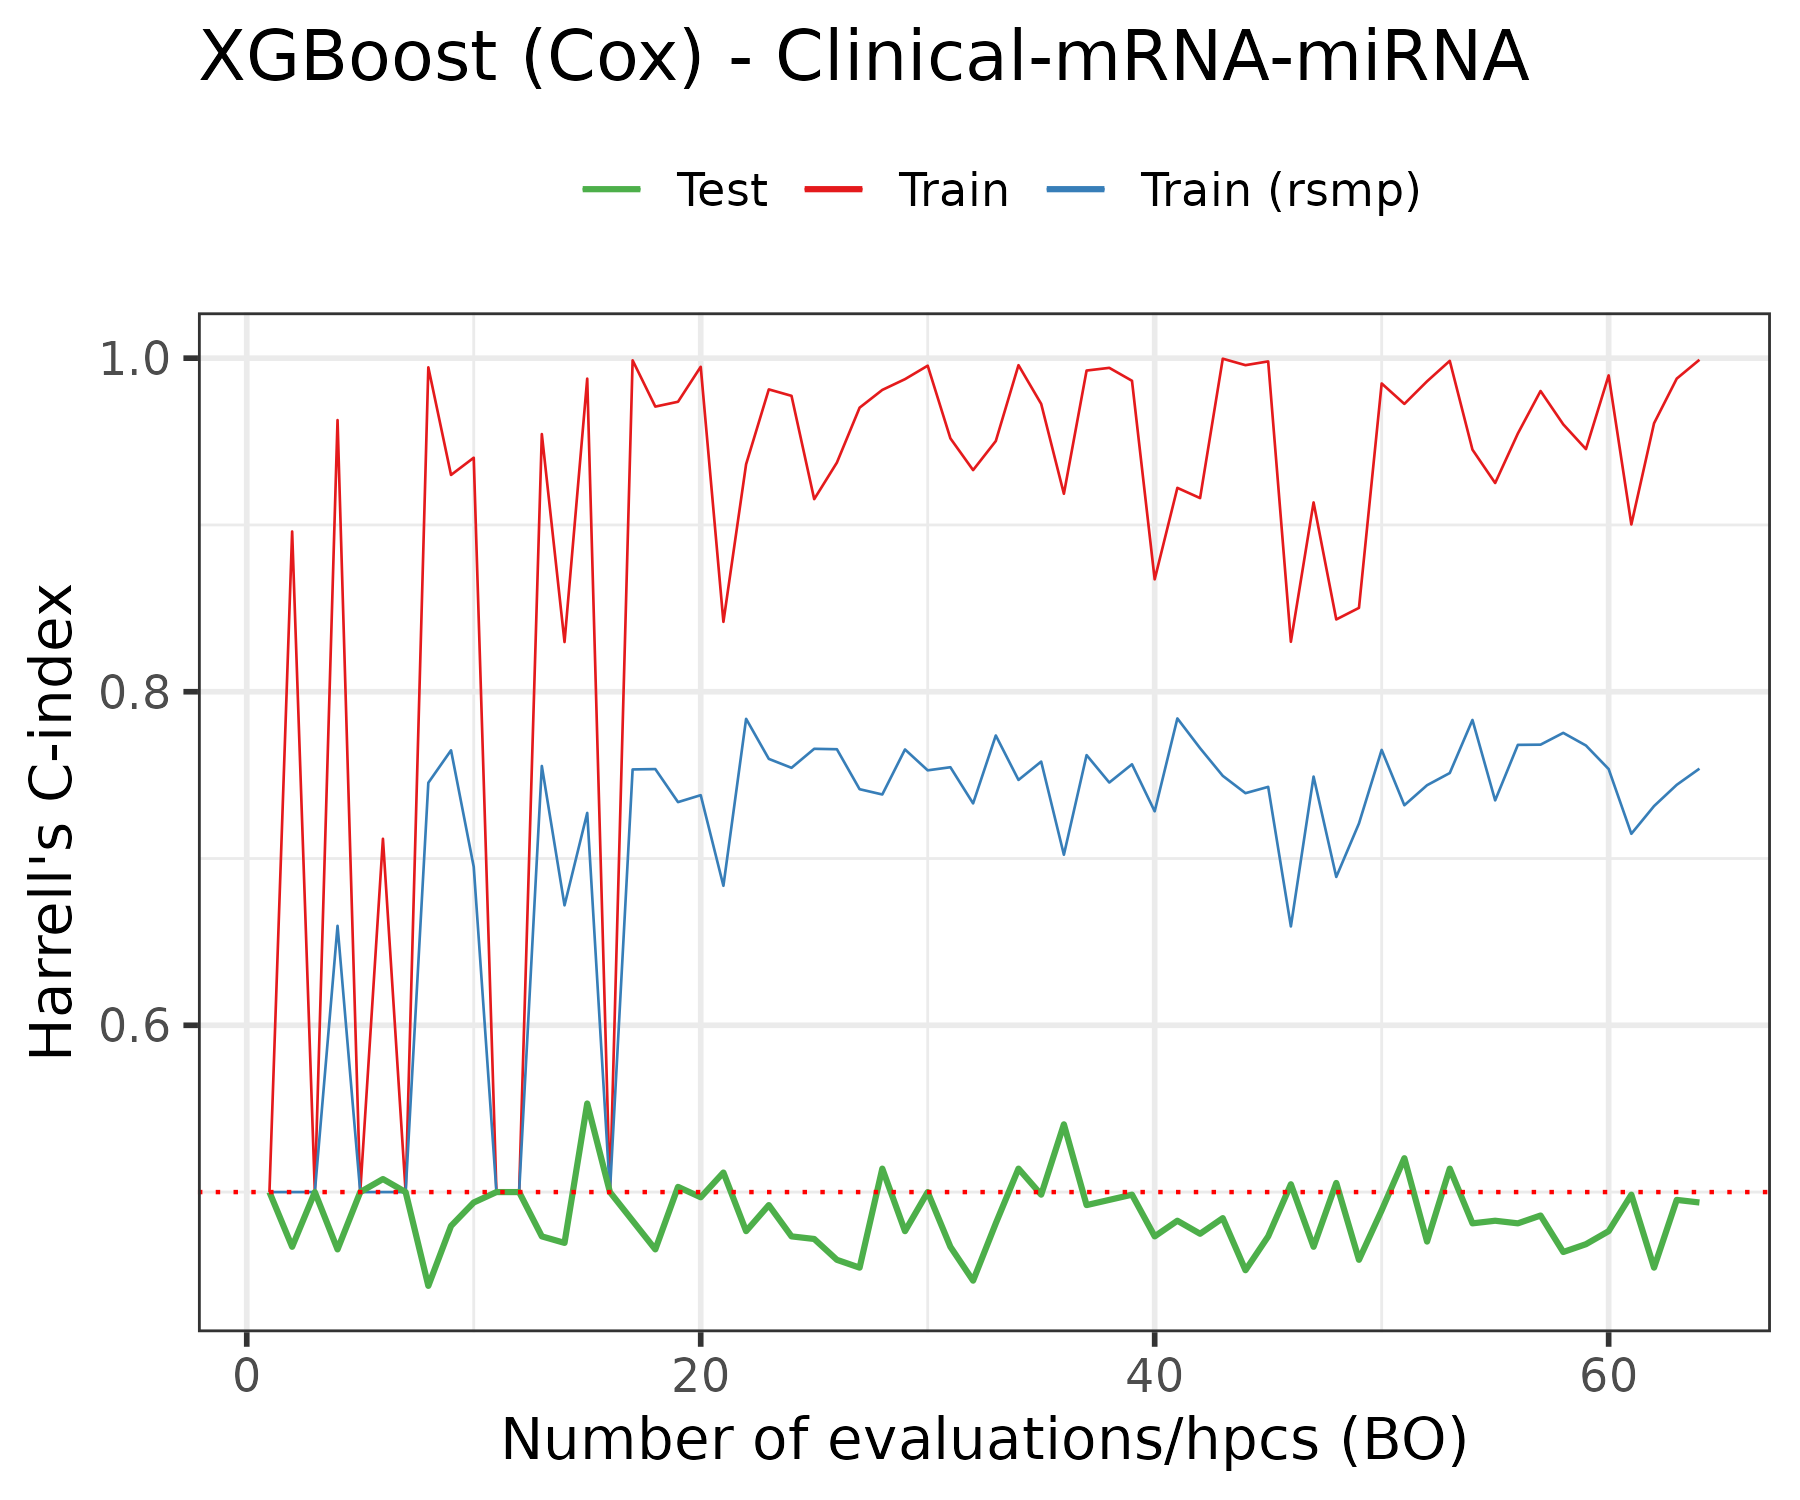 XGBoost (Cox) - Clinical-mRNA-miRNA
Test
Train
Train (rsmp)
Harrell's C-index
1.0
0.8
0.6
0
20
40
60
Number of evaluations/hpcs (BO)